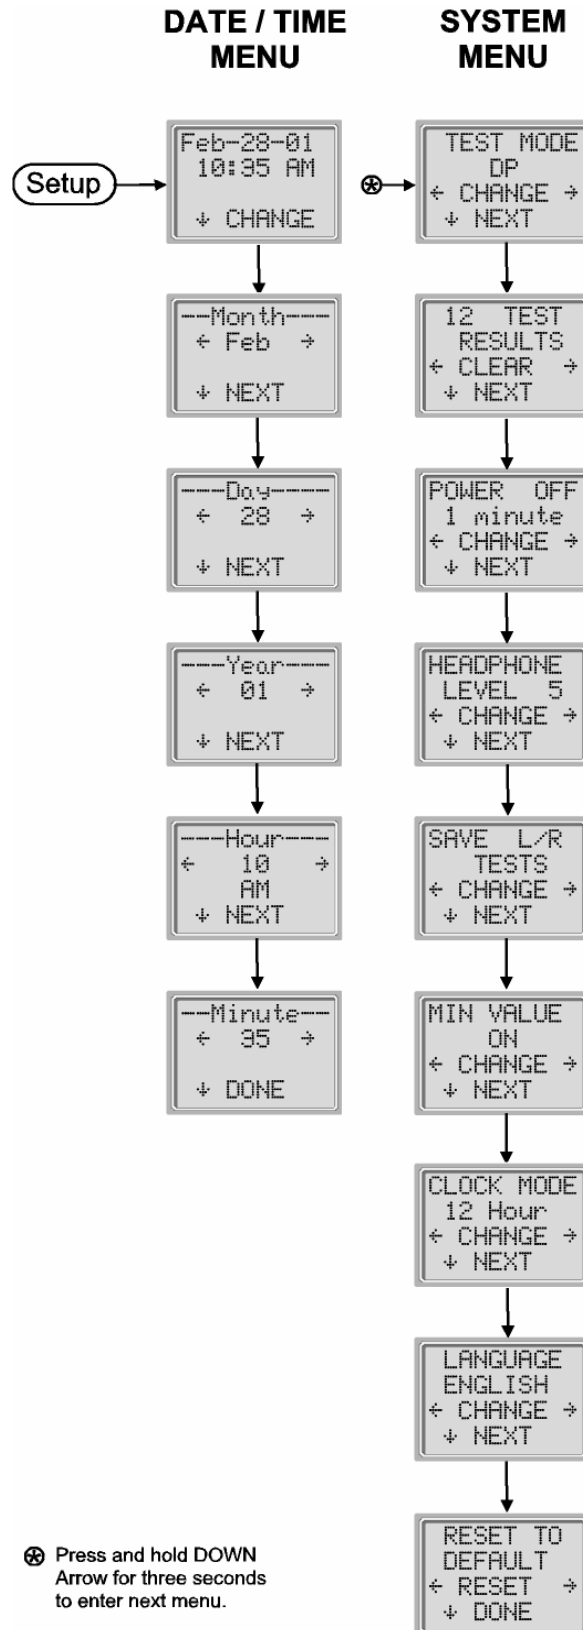 DATE / TIME
MENU
SYSTEM
MENU
Setup
Feb-28-01
10:35 AM
↓ CHANGE
---Month---
← Feb →
↓ NEXT
----Day----
← 28 →
↓ NEXT
---Year----
← 01 →
↓ NEXT
---Hour----
← 10 →
AM
↓ NEXT
--Minute---
← 35 →
↓ DONE
TEST MODE
DP
← CHANGE →
↓ NEXT
12 TEST
RESULTS
← CLEAR →
↓ NEXT
POWER OFF
1 minute
← CHANGE →
↓ NEXT
HEADPHONE
LEVEL 5
← CHANGE →
↓ NEXT
SAVE L/R
TESTS
← CHANGE →
↓ NEXT
MIN VALUE
ON
← CHANGE →
↓ NEXT
CLOCK MODE
12 Hour
← CHANGE →
↓ NEXT
LANGUAGE
ENGLISH
← CHANGE →
↓ NEXT
RESET TO
DEFAULT
← RESET →
↓ DONE
⊛ Press and hold DOWN
Arrow for three seconds
to enter next menu.